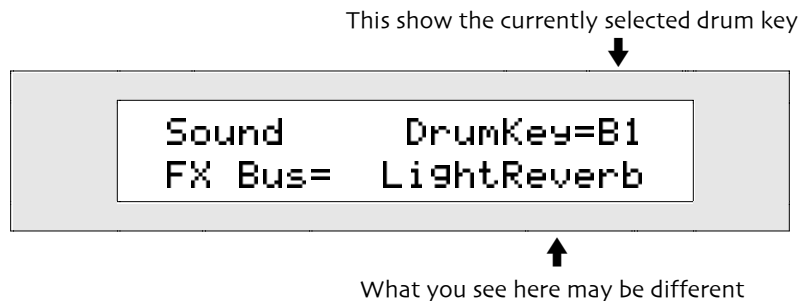 This show the currently selected drum key
Sound DrumKey=B1
FX Bus= LightReverb
What you see here may be different